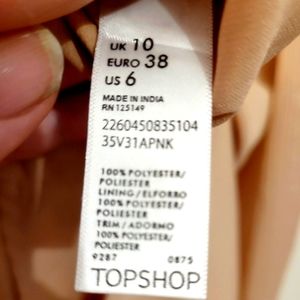 UK 10
EURO 38
US 6
MADE IN INDIA
RN 125149
2260450835104
35V31APNK
100% POLYESTER/
POLIESTER
LINING/ELFORRO
100% POLYESTER/
POLIESTER
TRIM/ADORNO
100% POLYESTER/
POLIESTER
9287 0875
TOPSHOP